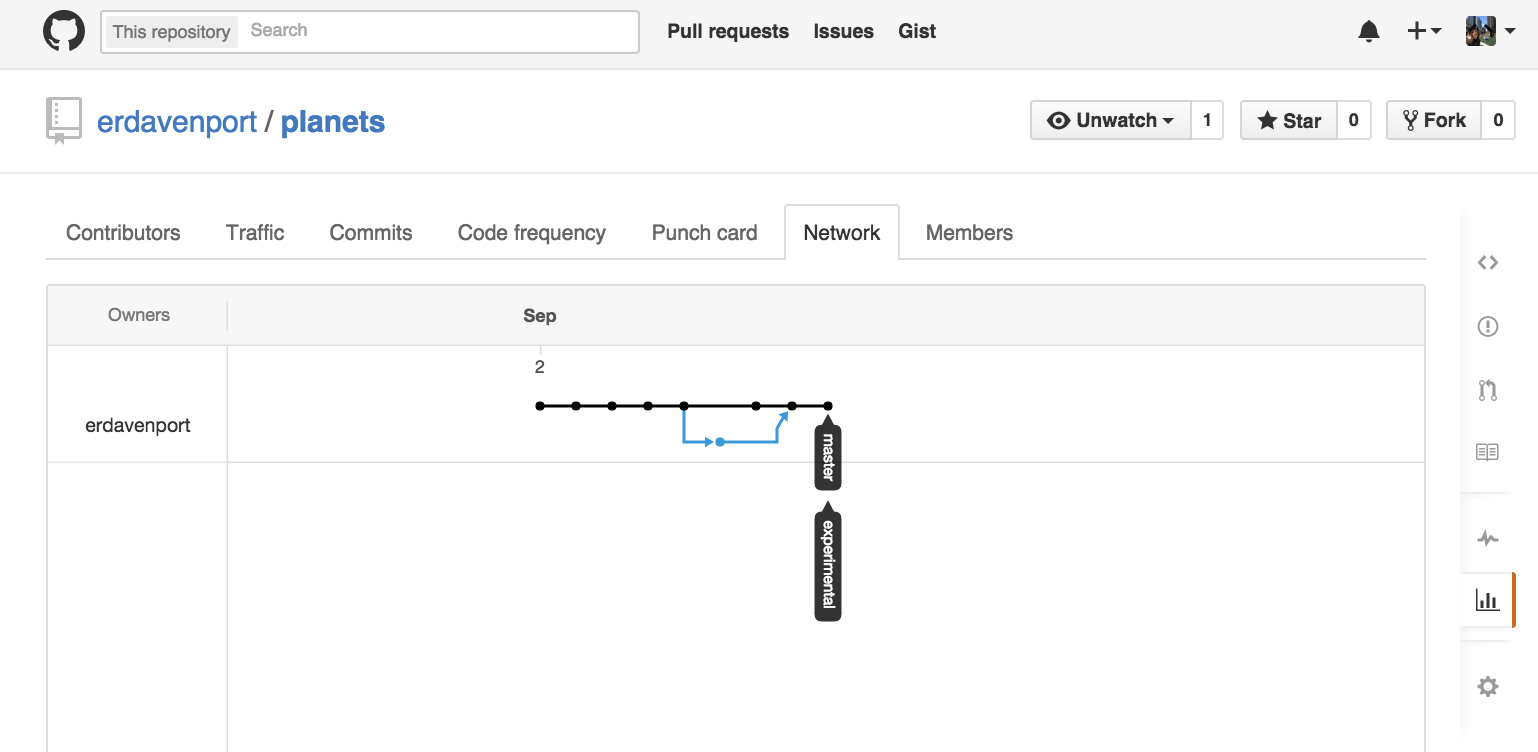 This repository Search Pull requests Issues Gist
erdavenport / planets Unwatch 1 Star 0 Fork 0
Contributors Traffic Commits Code frequency Punch card Network Members
Owners Sep
2
erdavenport
master
experimental